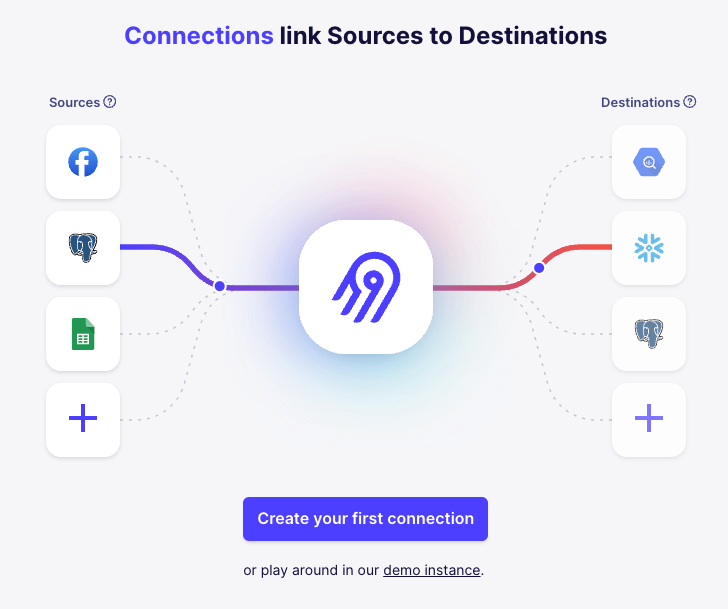 Connections link Sources to Destinations
Sources
Destinations
Create your first connection
or play around in our demo instance.